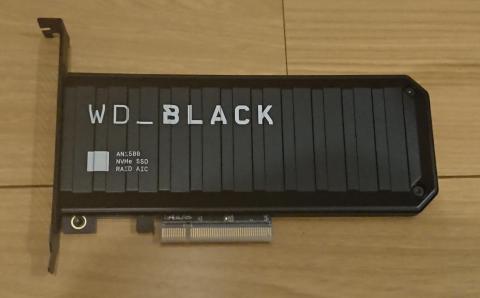 WD_BLACK
AN1500
NVMe SSD
RAID AIC